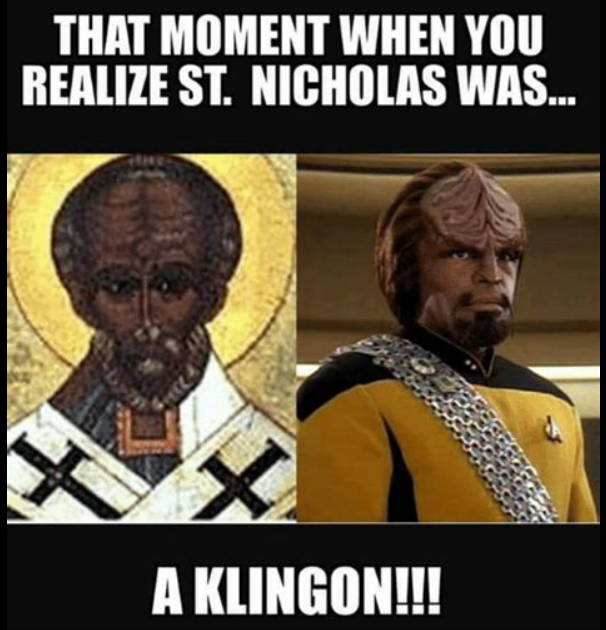 THAT MOMENT WHEN YOU
REALIZE ST. NICHOLAS WAS...
A KLINGON!!!